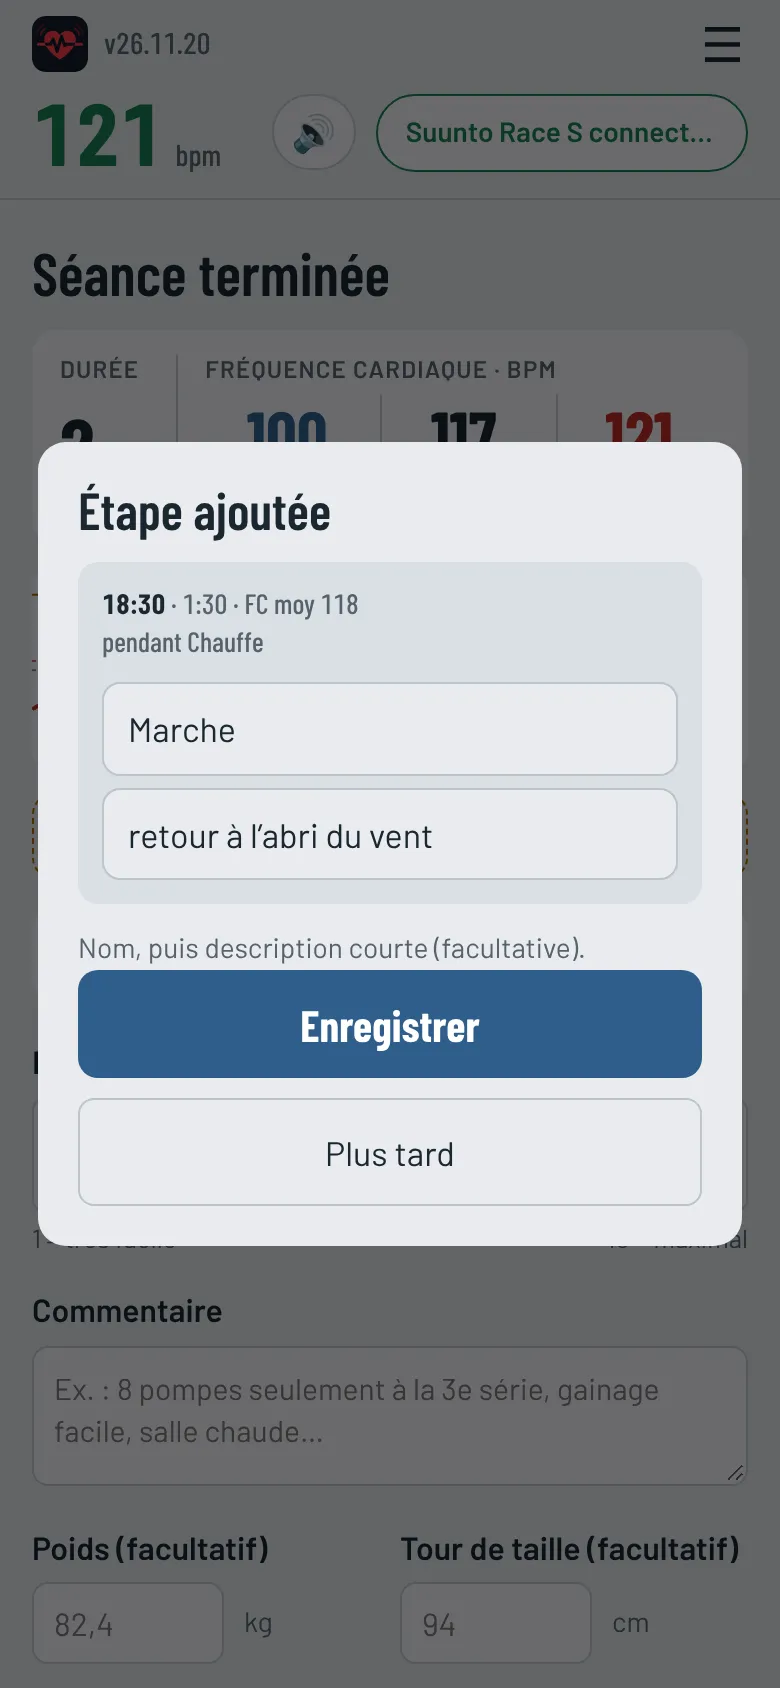 v26.11.20
121 bpm
Suunto Race S connect...
Séance terminée
DURÉE
FRÉQUENCE CARDIAQUE · BPM
100 117 121
Étape ajoutée
18:30 · 1:30 · FC moy 118
pendant Chauffe
Marche
retour à l’abri du vent
Nom, puis description courte (facultative).
Enregistrer
Plus tard
Commentaire
Ex. : 8 pompes seulement à la 3e série, gainage
facile, salle chaude...
Poids (facultatif)
Tour de taille (facultatif)
82,4 kg
94 cm